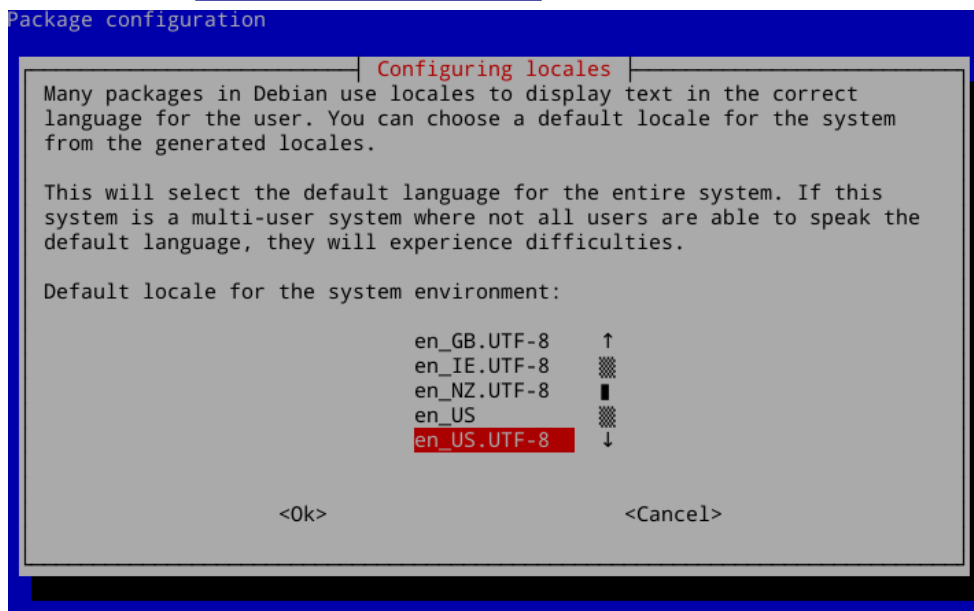 Package configuration
Configuring locales
Many packages in Debian use locales to display text in the correct
language for the user. You can choose a default locale for the system
from the generated locales.
This will select the default language for the entire system. If this
system is a multi-user system where not all users are able to speak the
default language, they will experience difficulties.
Default locale for the system environment:
en_GB.UTF-8 ↑
en_IE.UTF-8
en_NZ.UTF-8
en_US
en_US.UTF-8 ↓
<Ok> <Cancel>